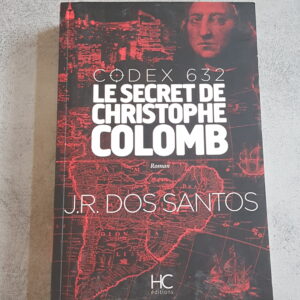 CODEX 632
LE SECRET DE
CHRISTOPHE
COLOMB
Roman
J.R. DOS SANTOS
HC
éditions